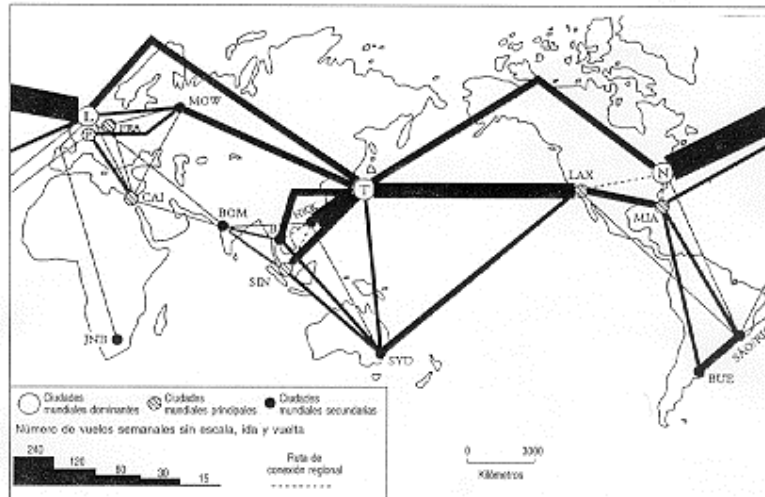 L
P
MOW
CAI
BOM
SIN
JNB
T
HKG
B
SYD
LAX
N
MIA
SÃO/RIO
BUE
Ciudades
mundiales dominantes
Ciudades
mundiales principales
Ciudades
mundiales secundarias
Número de vuelos semanales sin escala, ida y vuelta
240
120
60
30
15
Ruta de
conexión regional
0 3000
Kilómetros